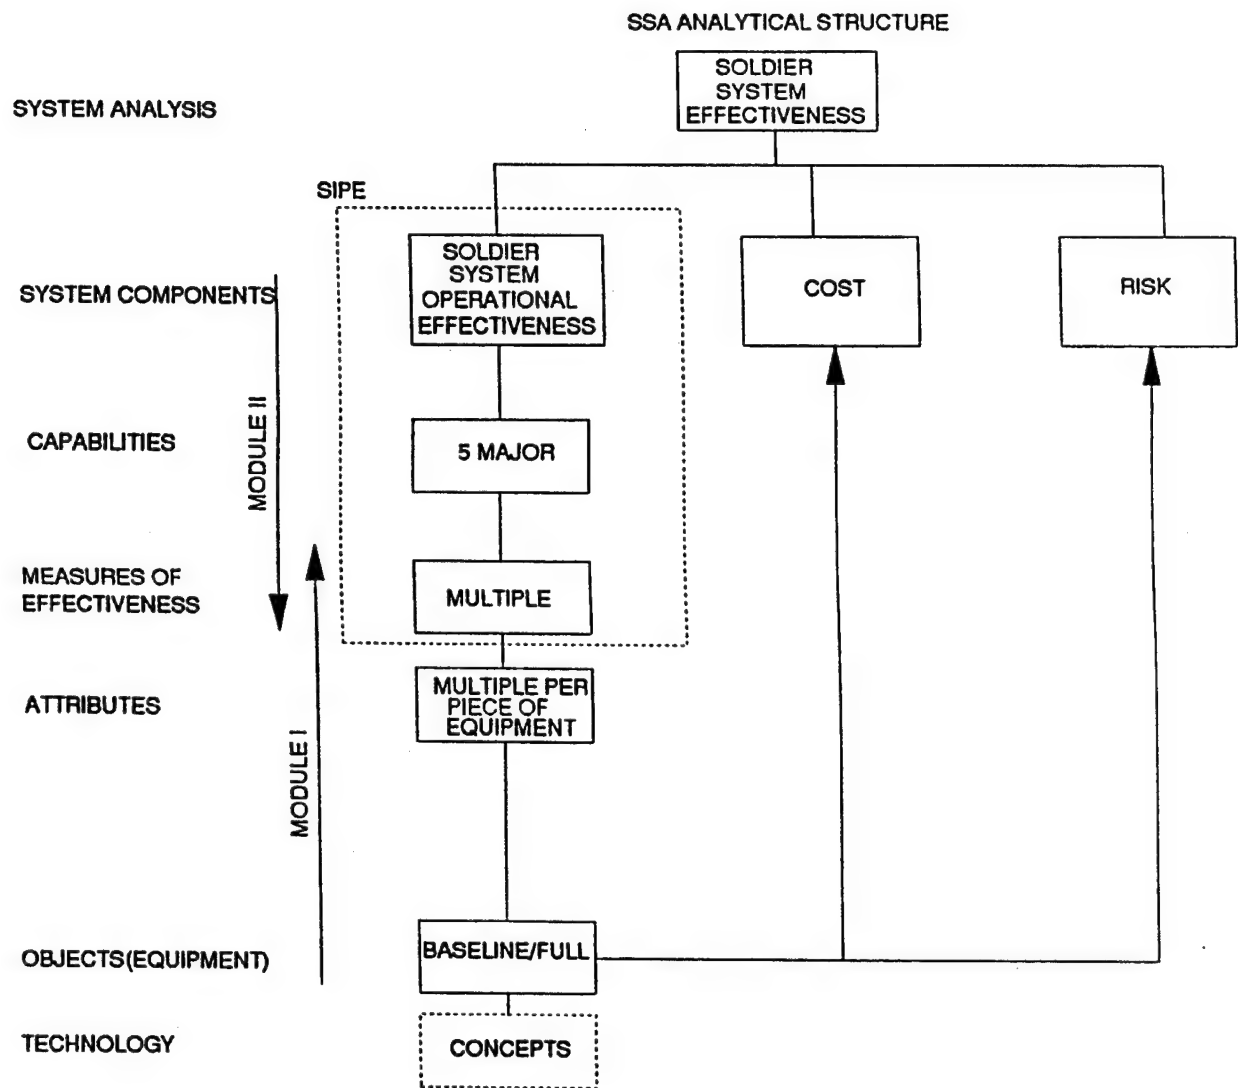 SSA ANALYTICAL STRUCTURE
SOLDIER
SYSTEM
EFFECTIVENESS
SYSTEM ANALYSIS
SIPE
SOLDIER
SYSTEM
OPERATIONAL
EFFECTIVENESS
COST
RISK
SYSTEM COMPONENTS
MODULE II
CAPABILITIES
5 MAJOR
MEASURES OF
EFFECTIVENESS
MULTIPLE
ATTRIBUTES
MULTIPLE PER
PIECE OF
EQUIPMENT
MODULE I
OBJECTS(EQUIPMENT)
BASELINE/FULL
TECHNOLOGY
CONCEPTS